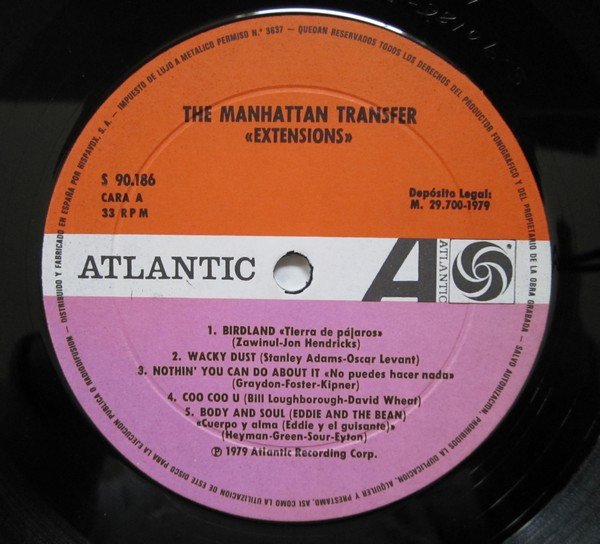 IMPUESTO DE LUJO A METALICO PERMISO N.º 3637 - QUEDAN RESERVADOS TODOS LOS DERECHOS DEL PRODUCTOR FONOGRAFICO Y DEL PROPIETARIO DE LA OBRA GRABADA - SALVO AUTORIZACION, PROHIBIDOS LA DUPLICACION, ALQUILER Y PRESTAMO, ASI COMO LA UTILIZACION DE ESTE DISCO PARA LA EJECUCION PUBLICA O RADIODIFUSION - DISTRIBUIDO Y FABRICADO EN ESPAÑA POR HISPAVOX, S. A. -
THE MANHATTAN TRANSFER
«EXTENSIONS»
S 90.186
CARA A
33 RPM
Depósito Legal:
M. 29.700-1979
ATLANTIC
A
ATLANTIC
1. BIRDLAND «Tierra de pájaros»
(Zawinul-Jon Hendricks)
2. WACKY DUST (Stanley Adams-Oscar Levant)
3. NOTHIN' YOU CAN DO ABOUT IT «No puedes hacer nada»
(Graydon-Foster-Kipner)
4. COO COO U (Bill Loughborough-David Wheat)
5. BODY AND SOUL (EDDIE AND THE BEAN)
«Cuerpo y alma (Eddie y el guisante)»
(Heyman-Green-Sour-Eyton)
℗ 1979 Atlantic Recording Corp.